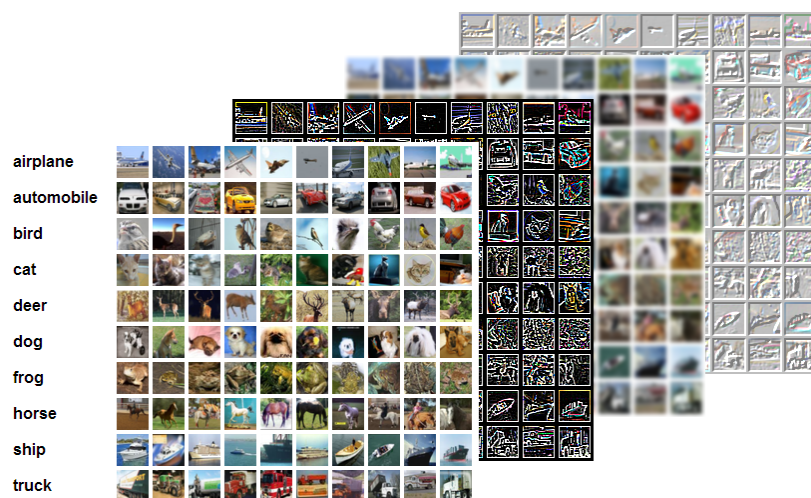 airplane
automobile
bird
cat
deer
dog
frog
horse
ship
truck